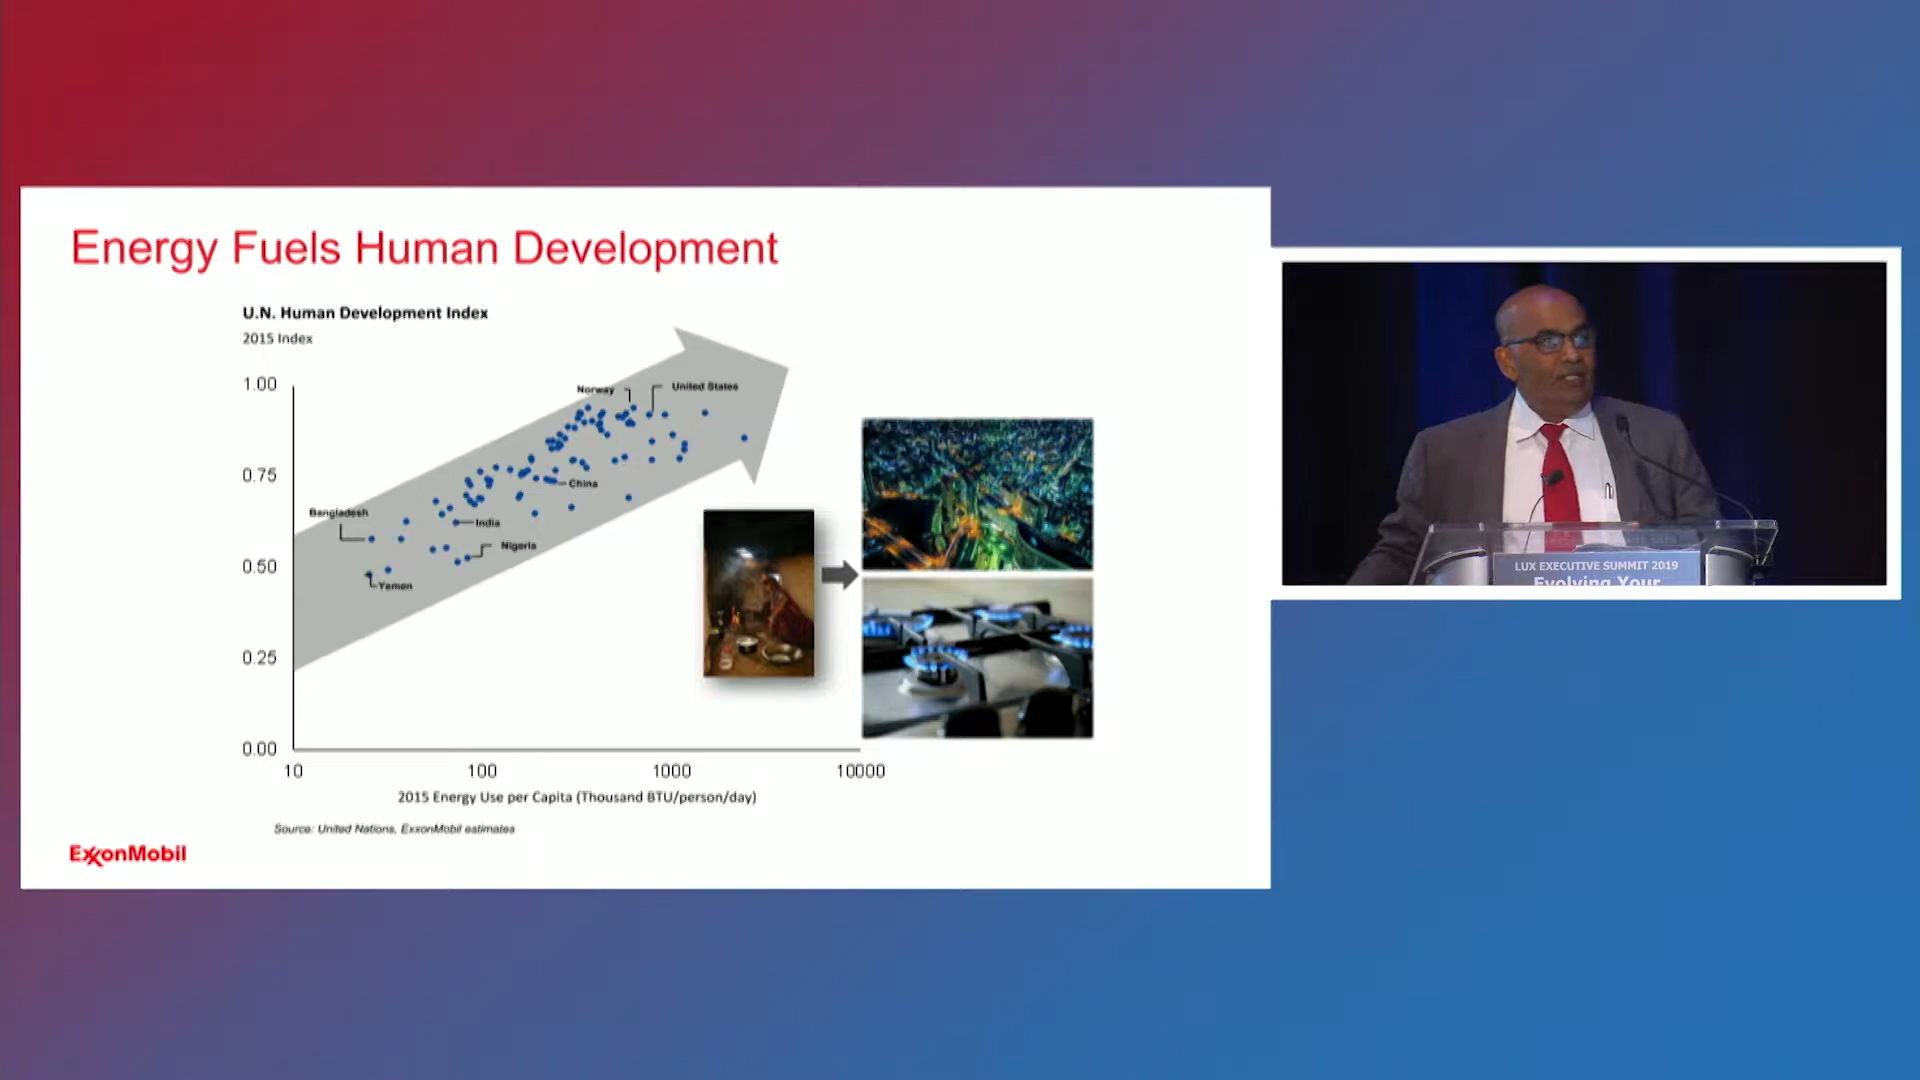 Energy Fuels Human Development
U.N. Human Development Index
2015 Index
1.00
0.75
0.50
0.25
0.00
Norway
United States
China
Bangladesh
India
Nigeria
Yemen
10
100
1000
10000
2015 Energy Use per Capita (Thousand BTU/person/day)
Source: United Nations, ExxonMobil estimates
ExxonMobil
LUX EXECUTIVE SUMMIT 2019
Evolving Your